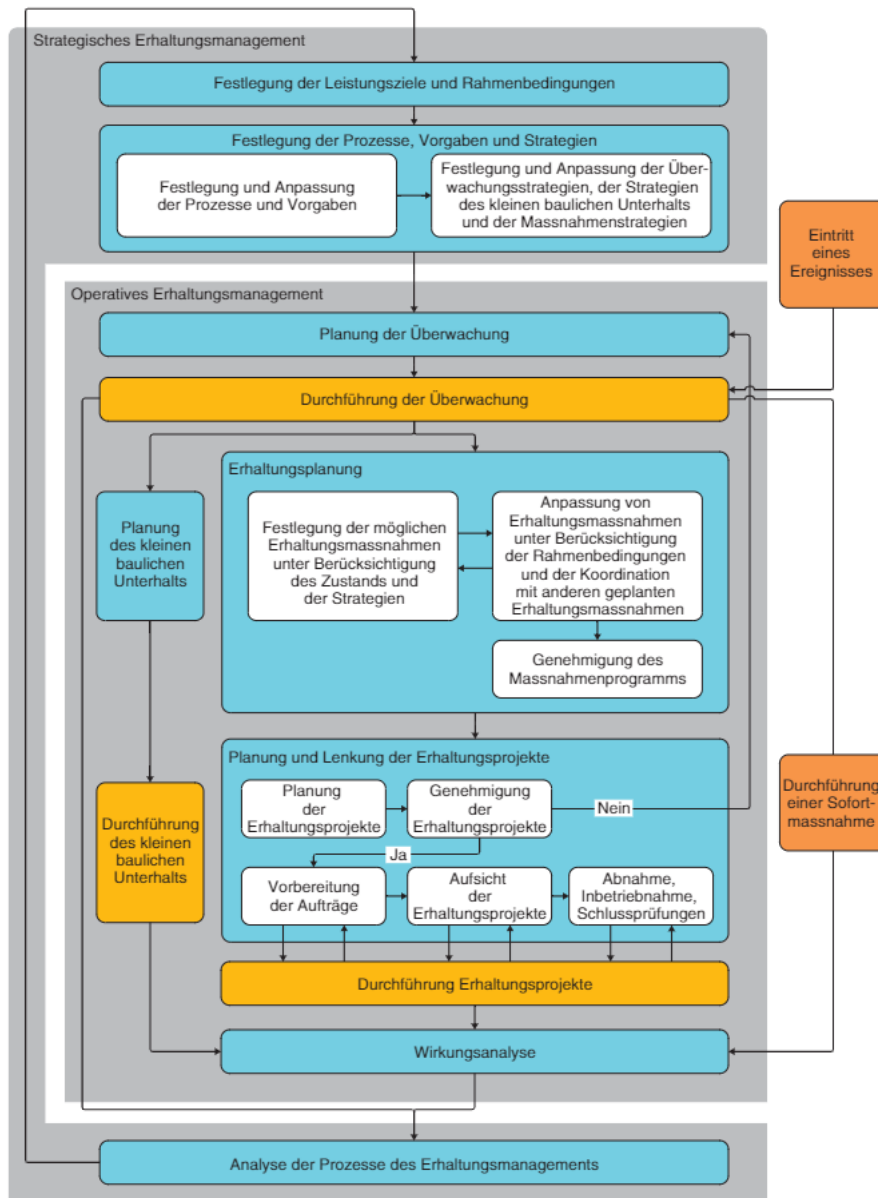 Strategisches Erhaltungsmanagement
Festlegung der Leistungsziele und Rahmenbedingungen
Festlegung der Prozesse, Vorgaben und Strategien
Festlegung und Anpassung
der Prozesse und Vorgaben
Festlegung und Anpassung der Über-
wachungsstrategien, der Strategien
des kleinen baulichen Unterhalts
und der Massnahmenstrategien
Eintritt
eines
Ereignisses
Operatives Erhaltungsmanagement
Planung der Überwachung
Durchführung der Überwachung
Planung
des kleinen
baulichen
Unterhalts
Erhaltungsplanung
Festlegung der möglichen
Erhaltungsmassnahmen
unter Berücksichtigung
des Zustands und
der Strategien
Anpassung von
Erhaltungsmassnahmen
unter Berücksichtigung
der Rahmenbedingungen
und der Koordination
mit anderen geplanten
Erhaltungsmassnahmen
Genehmigung des
Massnahmenprogramms
Durchführung
des kleinen
baulichen
Unterhalts
Planung und Lenkung der Erhaltungsprojekte
Planung
der
Erhaltungsprojekte
Genehmigung
der
Erhaltungsprojekte
Nein
Ja
Vorbereitung
der Aufträge
Aufsicht
der
Erhaltungsprojekte
Abnahme,
Inbetriebnahme,
Schlussprüfungen
Durchführung
einer Sofort-
massnahme
Durchführung Erhaltungsprojekte
Wirkungsanalyse
Analyse der Prozesse des Erhaltungsmanagements